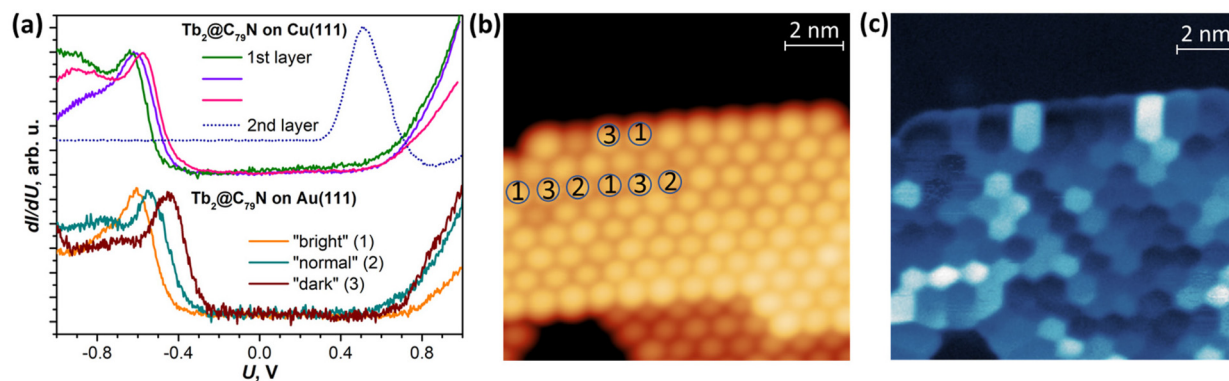 (a)
Tb₂@C₇₉N on Cu(111)
1st layer
2nd layer
Tb₂@C₇₉N on Au(111)
"bright" (1)
"normal" (2)
"dark" (3)
dI/dU, arb. u.
-0.8 -0.4 0.0 0.4 0.8
U, V
(b)
2 nm
3 1
1 3 2 1 3 2
(c)
2 nm